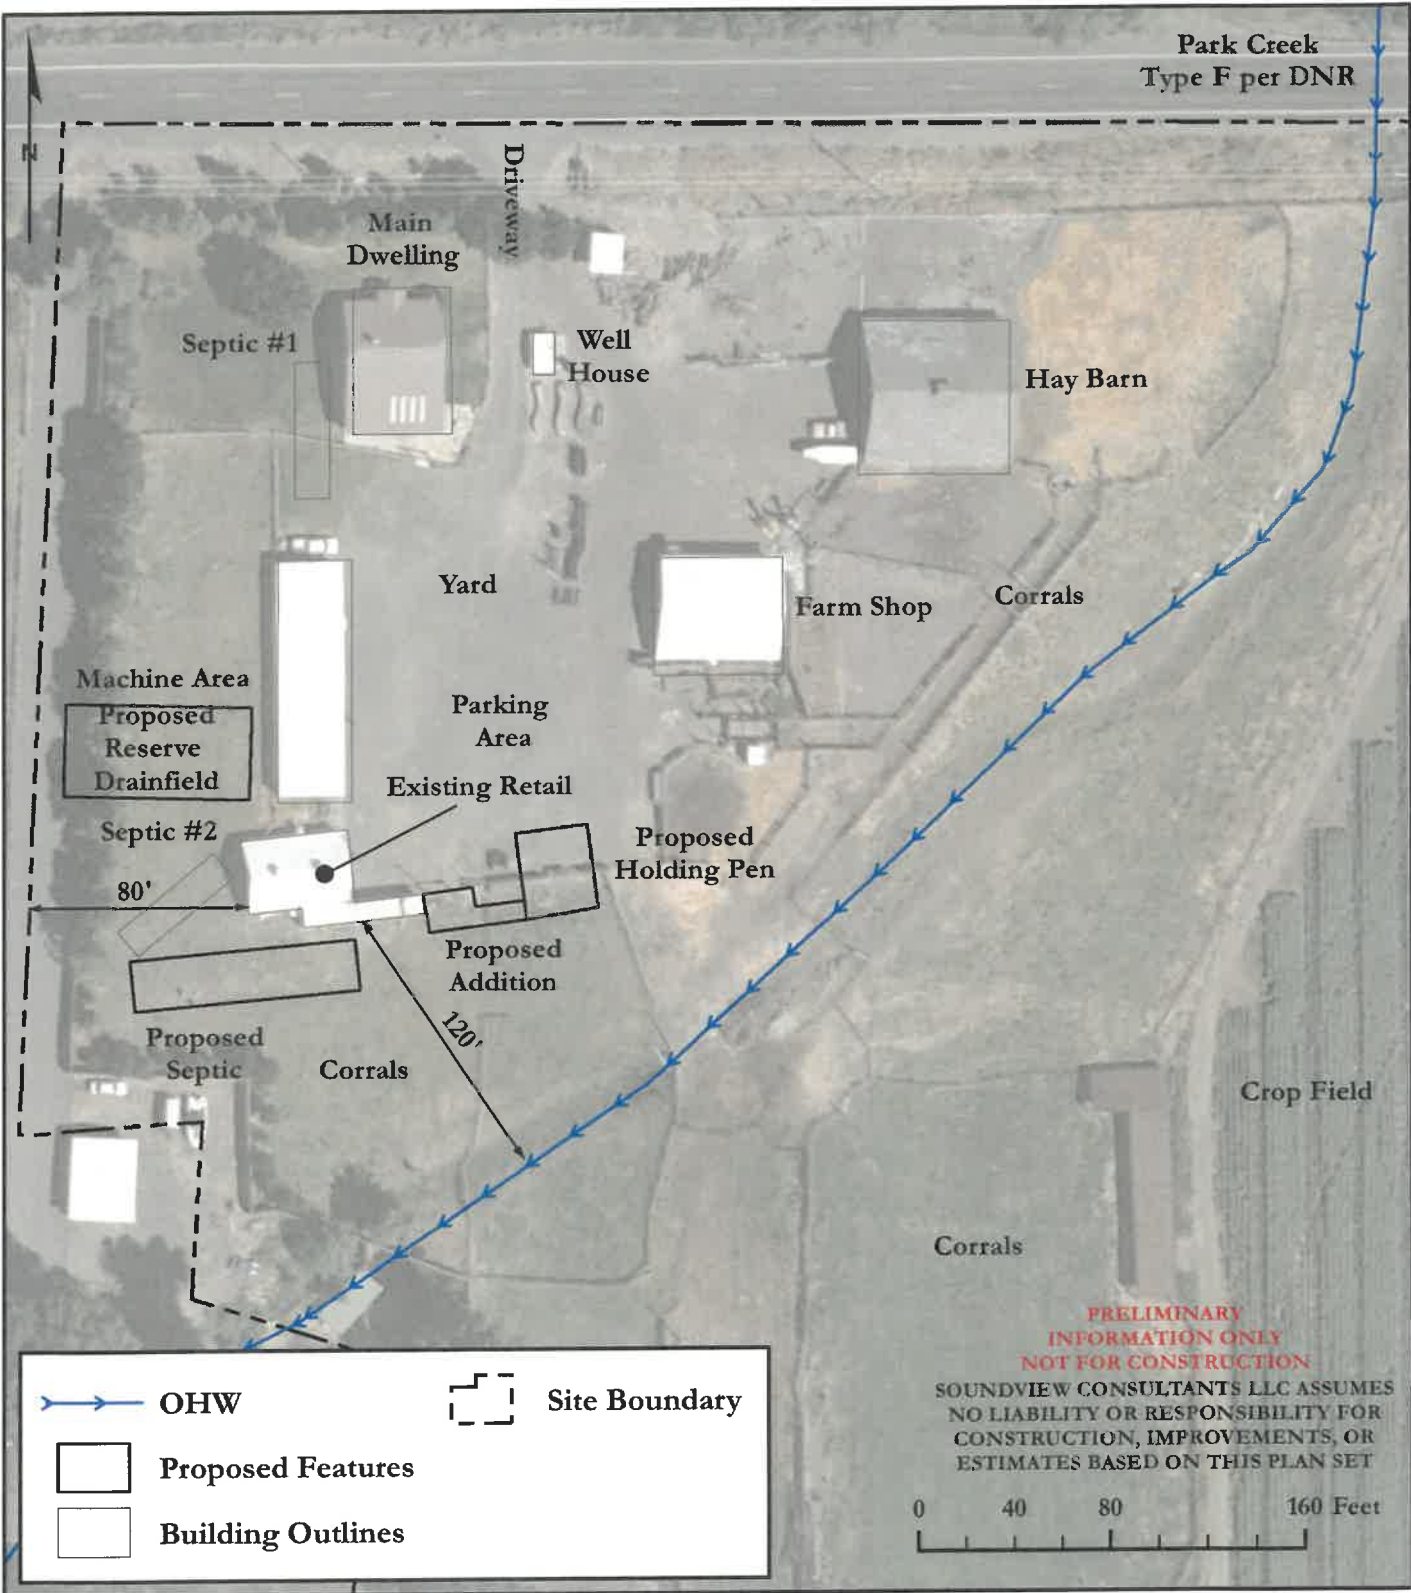 Park Creek
Type F per DNR
N
Driveway
Main
Dwelling
Septic #1
Well
House
Hay Barn
Yard
Farm Shop
Corrals
Machine Area
Proposed
Reserve
Drainfield
Parking
Area
Existing Retail
Septic #2
Proposed
Holding Pen
80'
Proposed
Addition
120'
Proposed
Septic
Corrals
Crop Field
Corrals
PRELIMINARY
INFORMATION ONLY
NOT FOR CONSTRUCTION
SOUNDVIEW CONSULTANTS LLC ASSUMES
NO LIABILITY OR RESPONSIBILITY FOR
CONSTRUCTION, IMPROVEMENTS, OR
ESTIMATES BASED ON THIS PLAN SET
OHW
Site Boundary
Proposed Features
Building Outlines
0 40 80 160 Feet